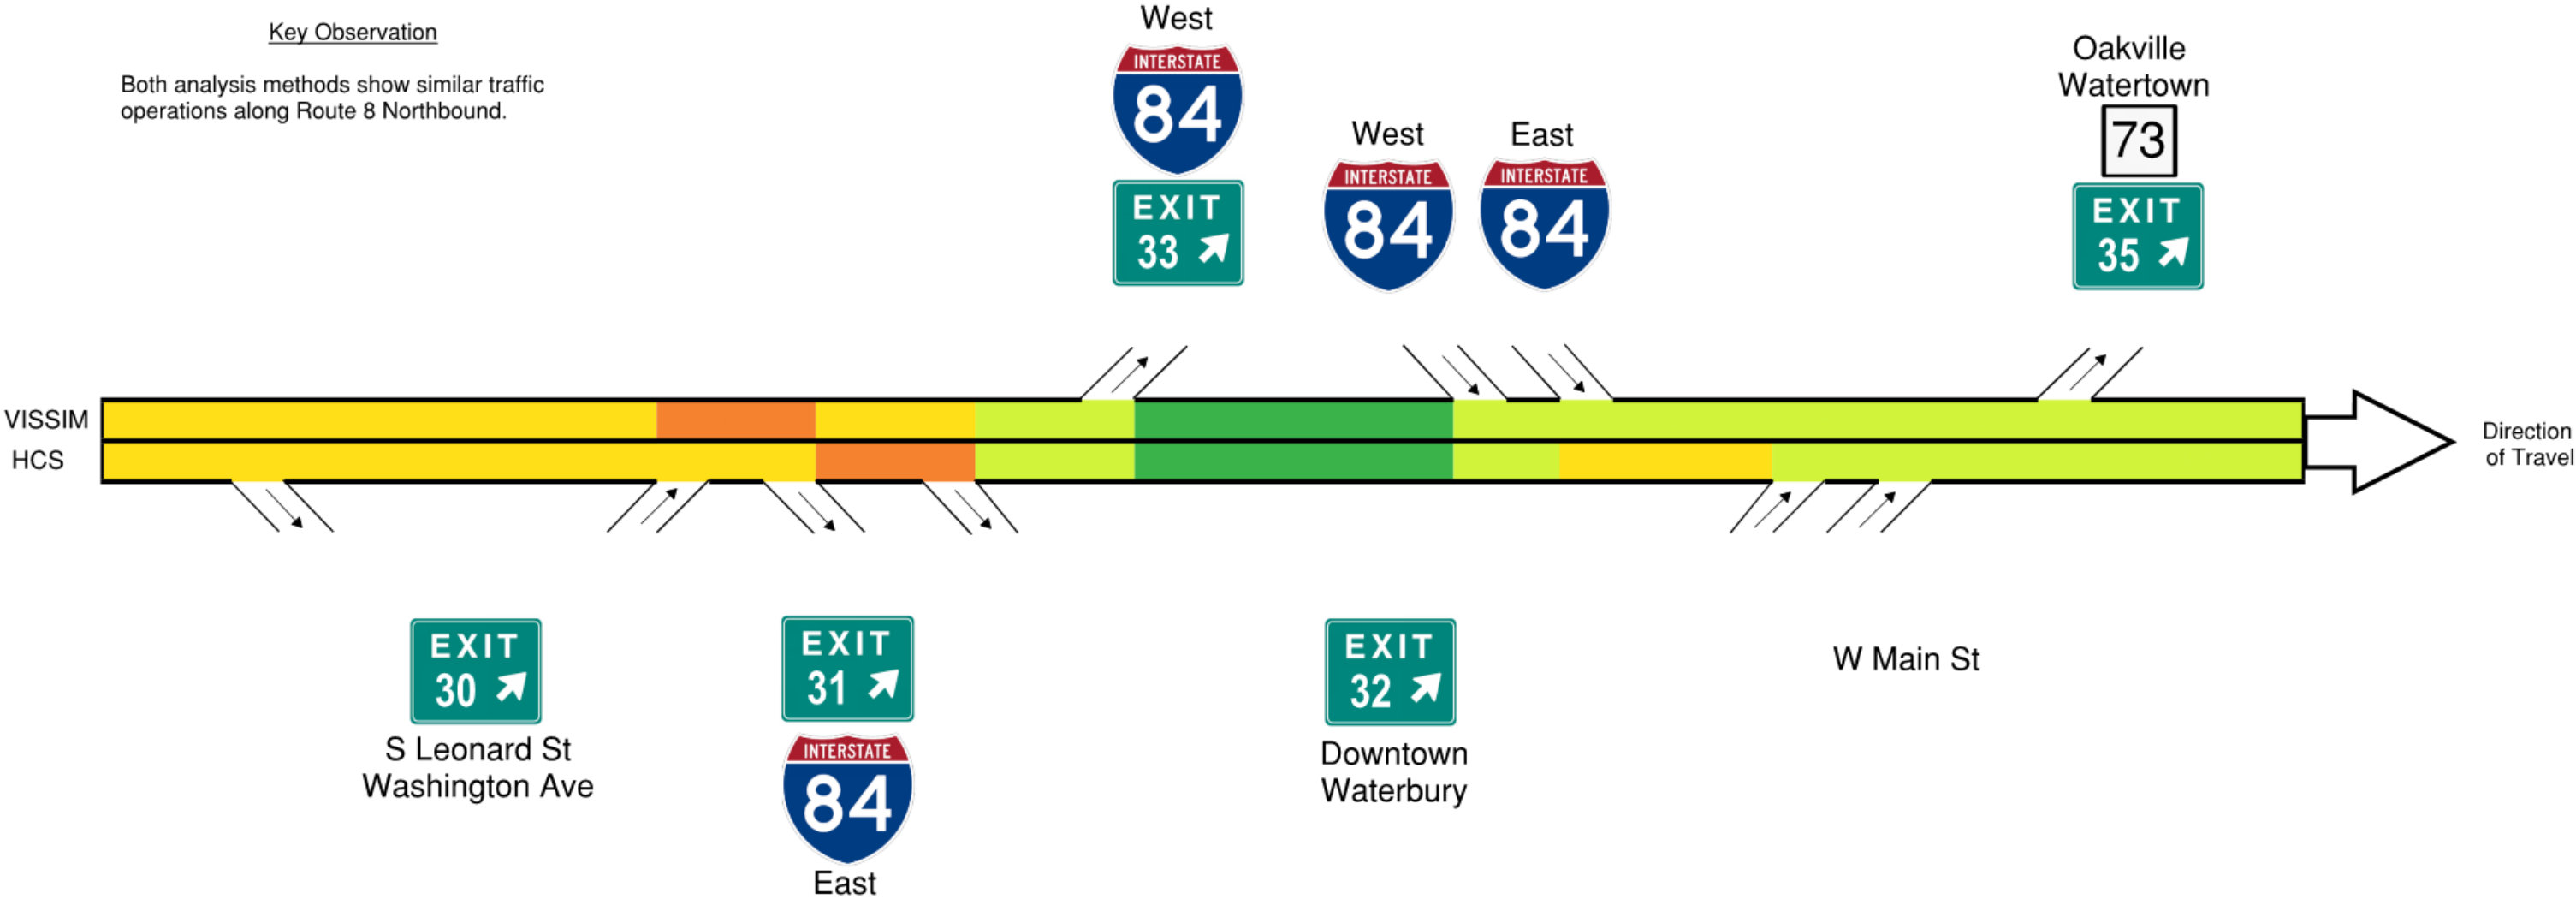 Key Observation
Both analysis methods show similar traffic
operations along Route 8 Northbound.
West
INTERSTATE
84
EXIT
33
West
INTERSTATE
84
East
INTERSTATE
84
Oakville
Watertown
73
EXIT
35
VISSIM
HCS
Direction
of Travel
EXIT
30
S Leonard St
Washington Ave
EXIT
31
INTERSTATE
84
East
EXIT
32
Downtown
Waterbury
W Main St